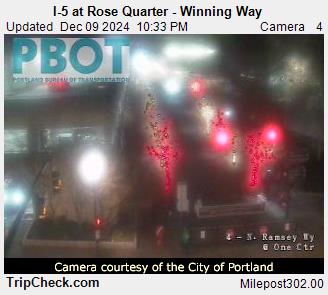 I-5 at Rose Quarter - Winning Way
Updated Dec 09 2024 10:33 PM Camera 4
PBOT
PORTLAND BUREAU OF TRANSPORTATION
4 - N. Ramsey Wy
@ One Ctr
Camera courtesy of the City of Portland
TripCheck.com Milepost302.00